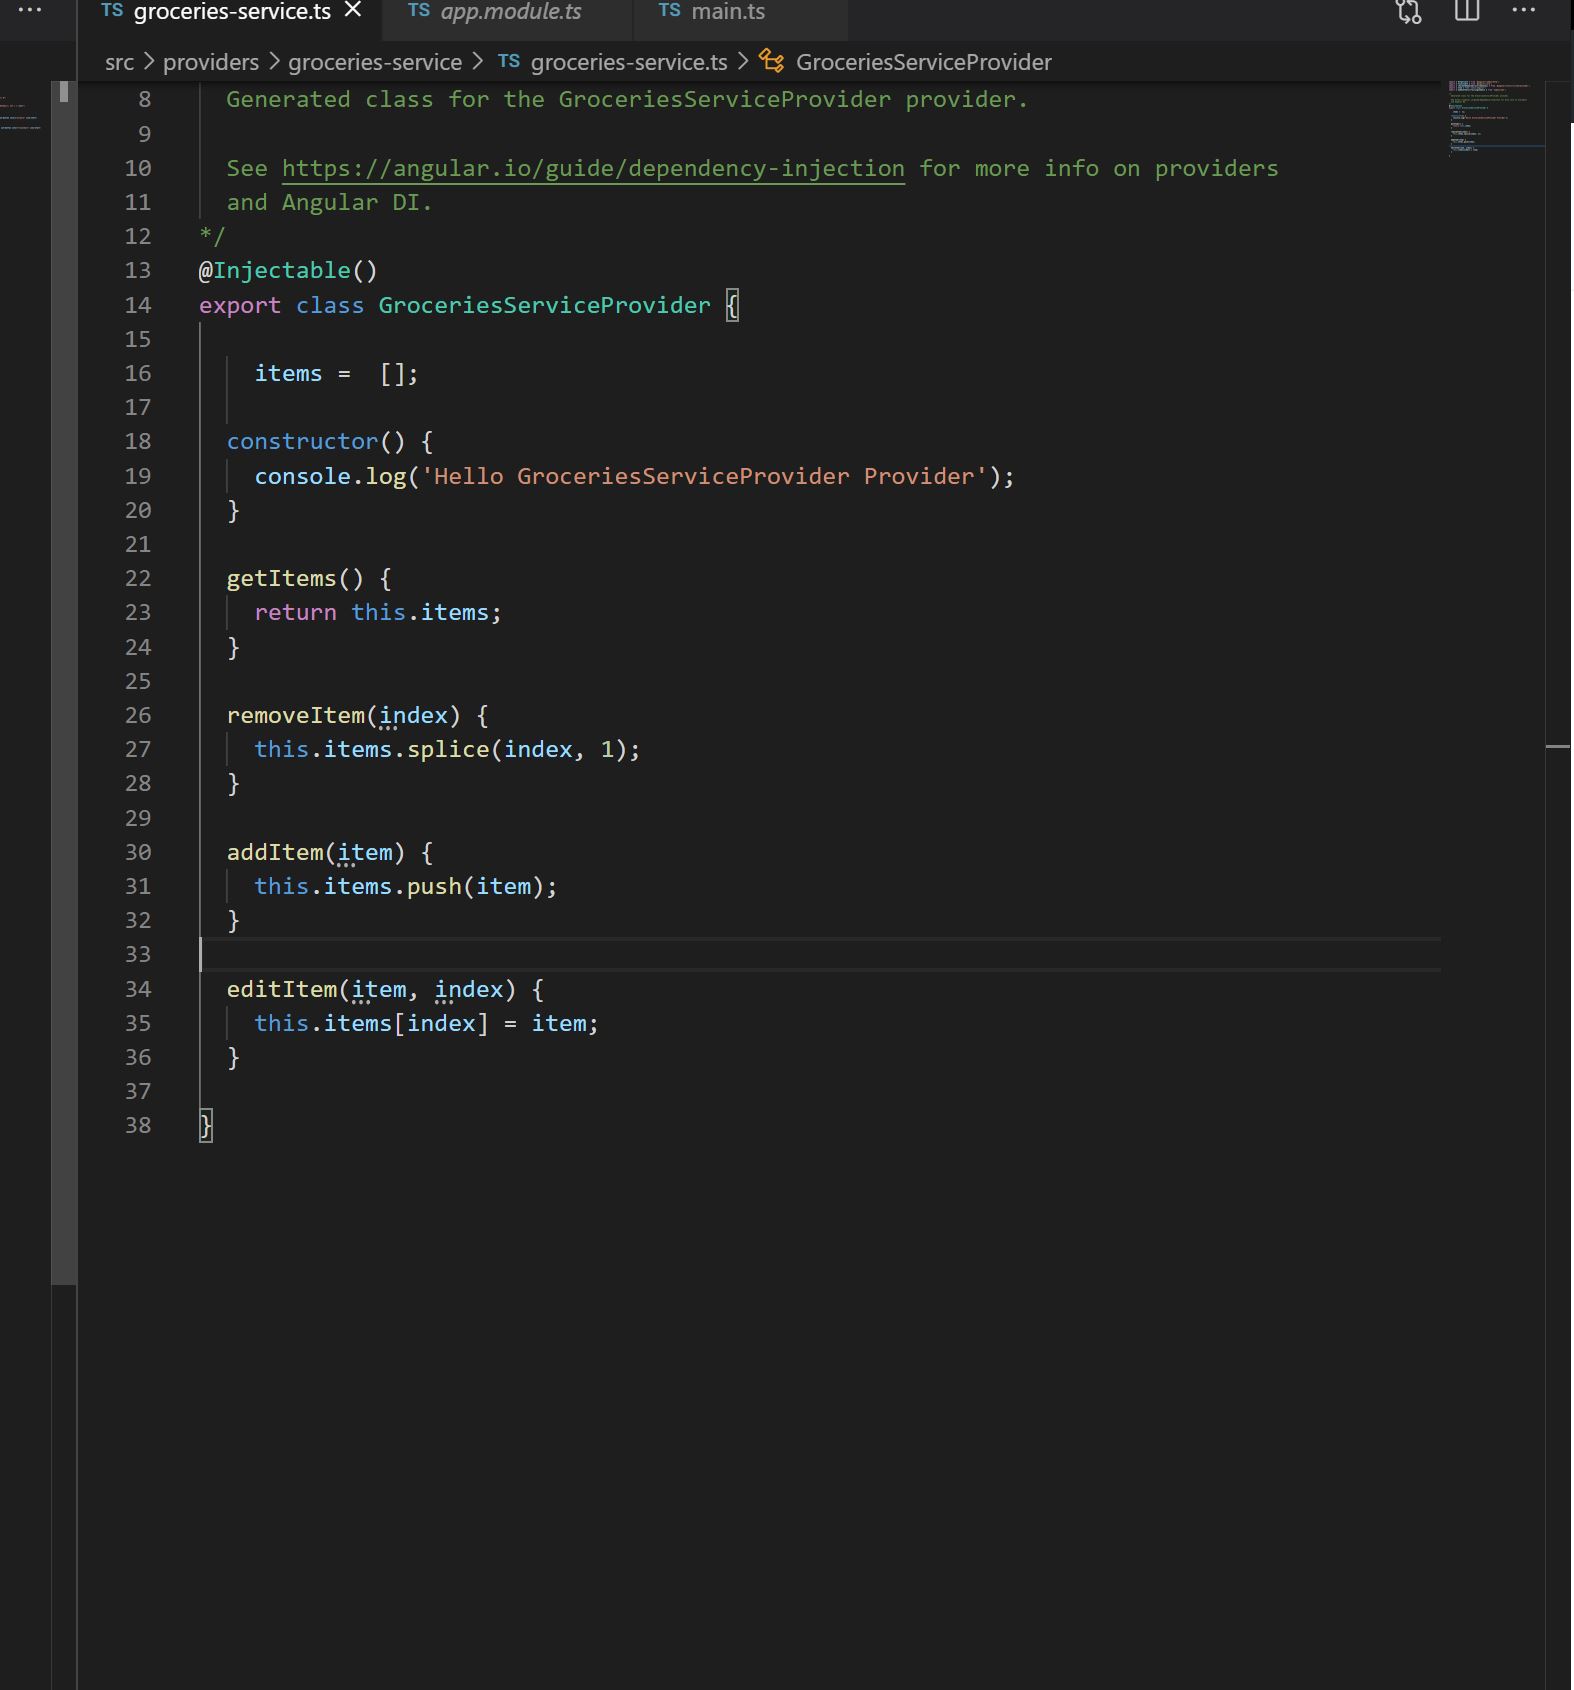 TS groceries-service.ts TS app.module.ts TS main.ts
src > providers > groceries-service > TS groceries-service.ts > GroceriesServiceProvider
8 Generated class for the GroceriesServiceProvider provider.
9
10 See https://angular.io/guide/dependency-injection for more info on providers
11 and Angular DI.
12 */
13 @Injectable()
14 export class GroceriesServiceProvider {
15
16 items =  [];
17
18 constructor() {
19 console.log('Hello GroceriesServiceProvider Provider');
20 }
21
22 getItems() {
23 return this.items;
24 }
25
26 removeItem(index) {
27 this.items.splice(index, 1);
28 }
29
30 addItem(item) {
31 this.items.push(item);
32 }
33
34 editItem(item, index) {
35 this.items[index] = item;
36 }
37
38 }